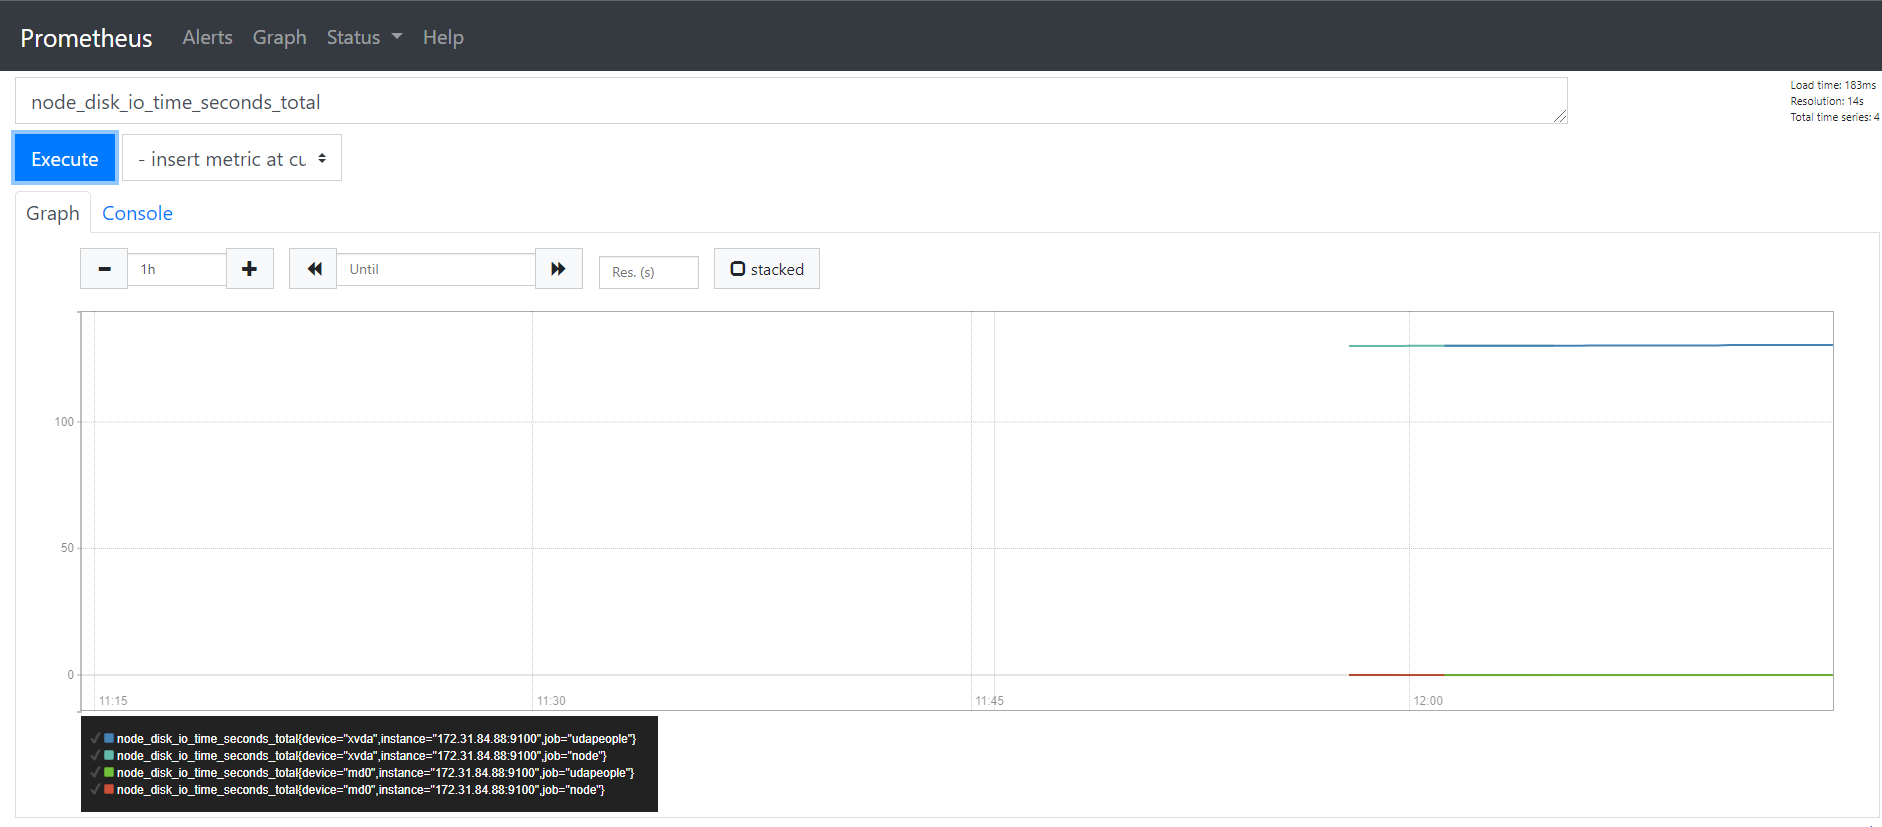 Prometheus Alerts Graph Status Help
node_disk_io_time_seconds_total
Load time: 183ms
Resolution: 14s
Total time series: 4
Execute
- insert metric at cu
Graph
Console
1h
Until
Res. (s)
stacked
100
50
0
11:15
11:30
11:45
12:00
node_disk_io_time_seconds_total{device="xvda",instance="172.31.84.88:9100",job="udapeople"}
node_disk_io_time_seconds_total{device="xvda",instance="172.31.84.88:9100",job="node"}
node_disk_io_time_seconds_total{device="md0",instance="172.31.84.88:9100",job="udapeople"}
node_disk_io_time_seconds_total{device="md0",instance="172.31.84.88:9100",job="node"}